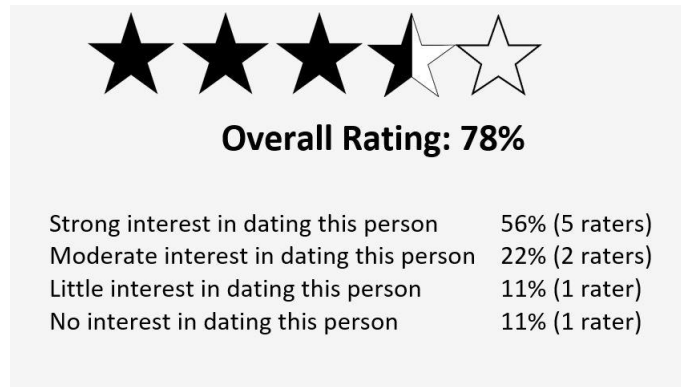 Overall Rating: 78%
Strong interest in dating this person 56% (5 raters)
Moderate interest in dating this person 22% (2 raters)
Little interest in dating this person 11% (1 rater)
No interest in dating this person 11% (1 rater)